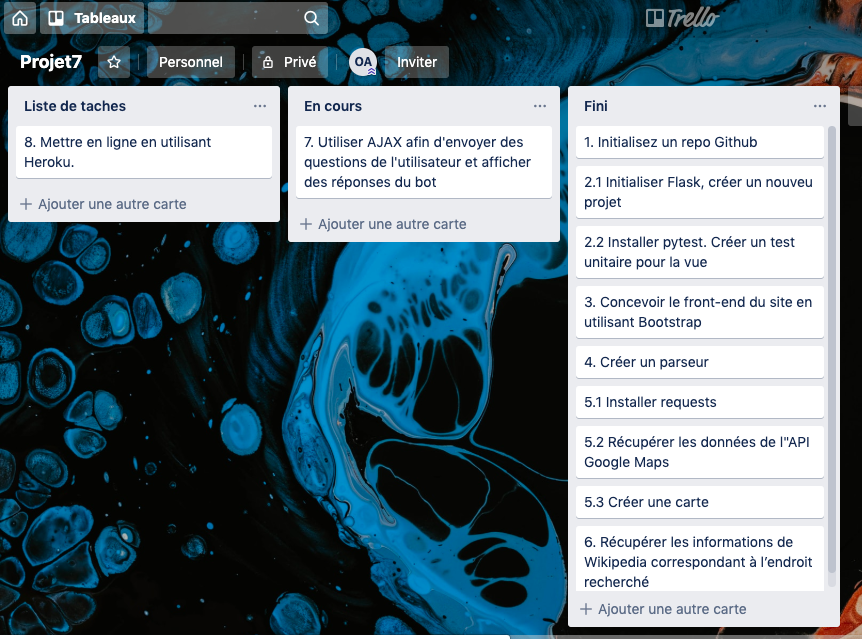 Tableaux
Trello
Projet7
Personnel
Privé
OA
Inviter
Liste de taches
8. Mettre en ligne en utilisant
Heroku.
Ajouter une autre carte
En cours
7. Utiliser AJAX afin d'envoyer des
questions de l'utilisateur et afficher
des réponses du bot
Ajouter une autre carte
Fini
1. Initialisez un repo Github
2.1 Initialiser Flask, créer un nouveu
projet
2.2 Installer pytest. Créer un test
unitaire pour la vue
3. Concevoir le front-end du site en
utilisant Bootstrap
4. Créer un parseur
5.1 Installer requests
5.2 Récupérer les données de l"API
Google Maps
5.3 Créer une carte
6. Récupérer les informations de
Wikipedia correspondant à l’endroit
recherché
Ajouter une autre carte